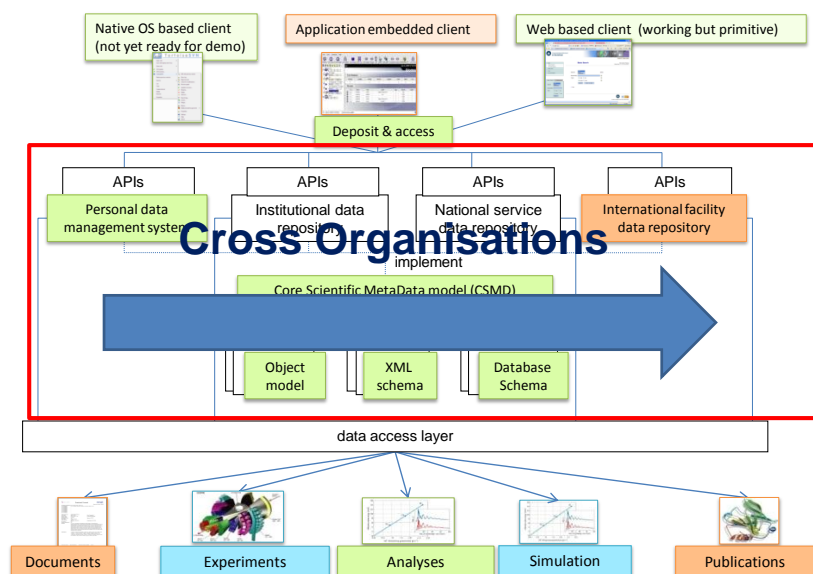 Native OS based client
(not yet ready for demo)
Application embedded client
Web based client (working but primitive)
Deposit & access
APIs
APIs
APIs
APIs
Personal data
management system
Institutional data
repository
National service
data repository
International facility
data repository
Cross Organisations
implement
Core Scientific MetaData model (CSMD)
Object
model
XML
schema
Database
Schema
data access layer
Documents
Experiments
Analyses
Simulation
Publications